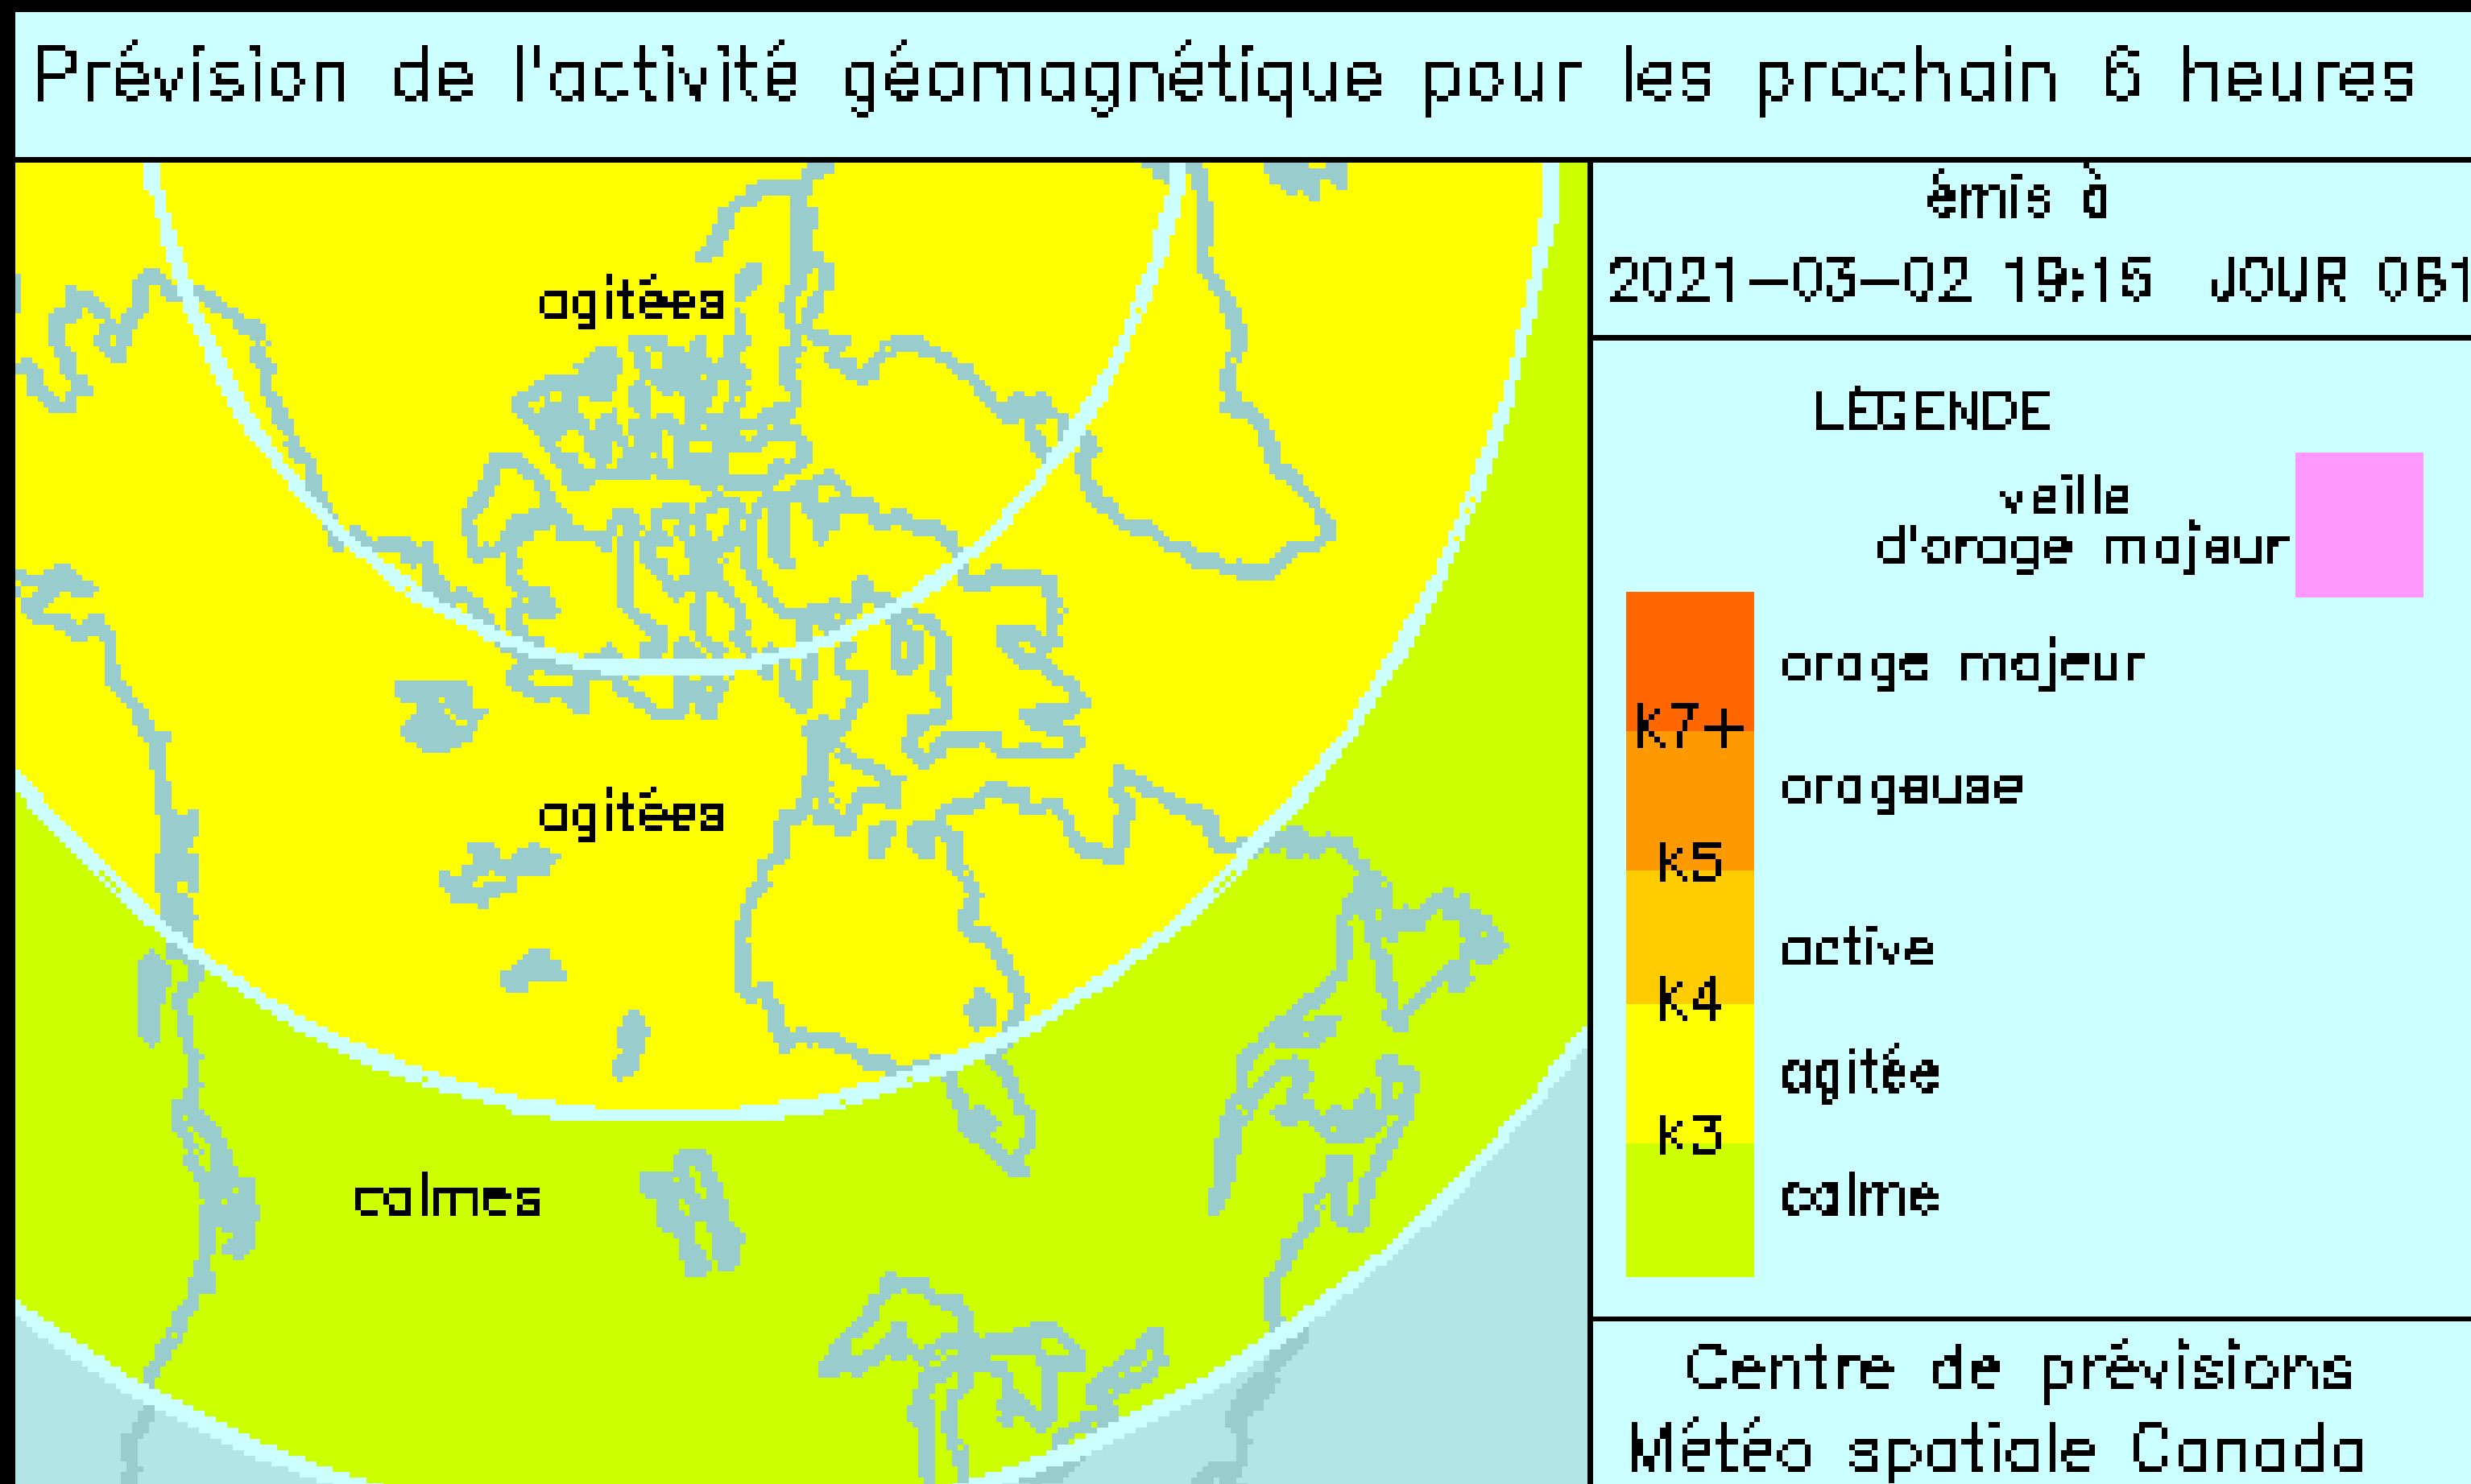 Prévision de l'activité géomagnétique pour les prochain 6 heures
émis à
2021-03-02 19:15 JOUR 061
LÉGENDE
veille
d'orage majeur
orage majeur
K7+
orageuse
K5
active
K4
agitée
K3
calme
agitées
agitées
calmes
Centre de prévisions
Météo spatiale Canada